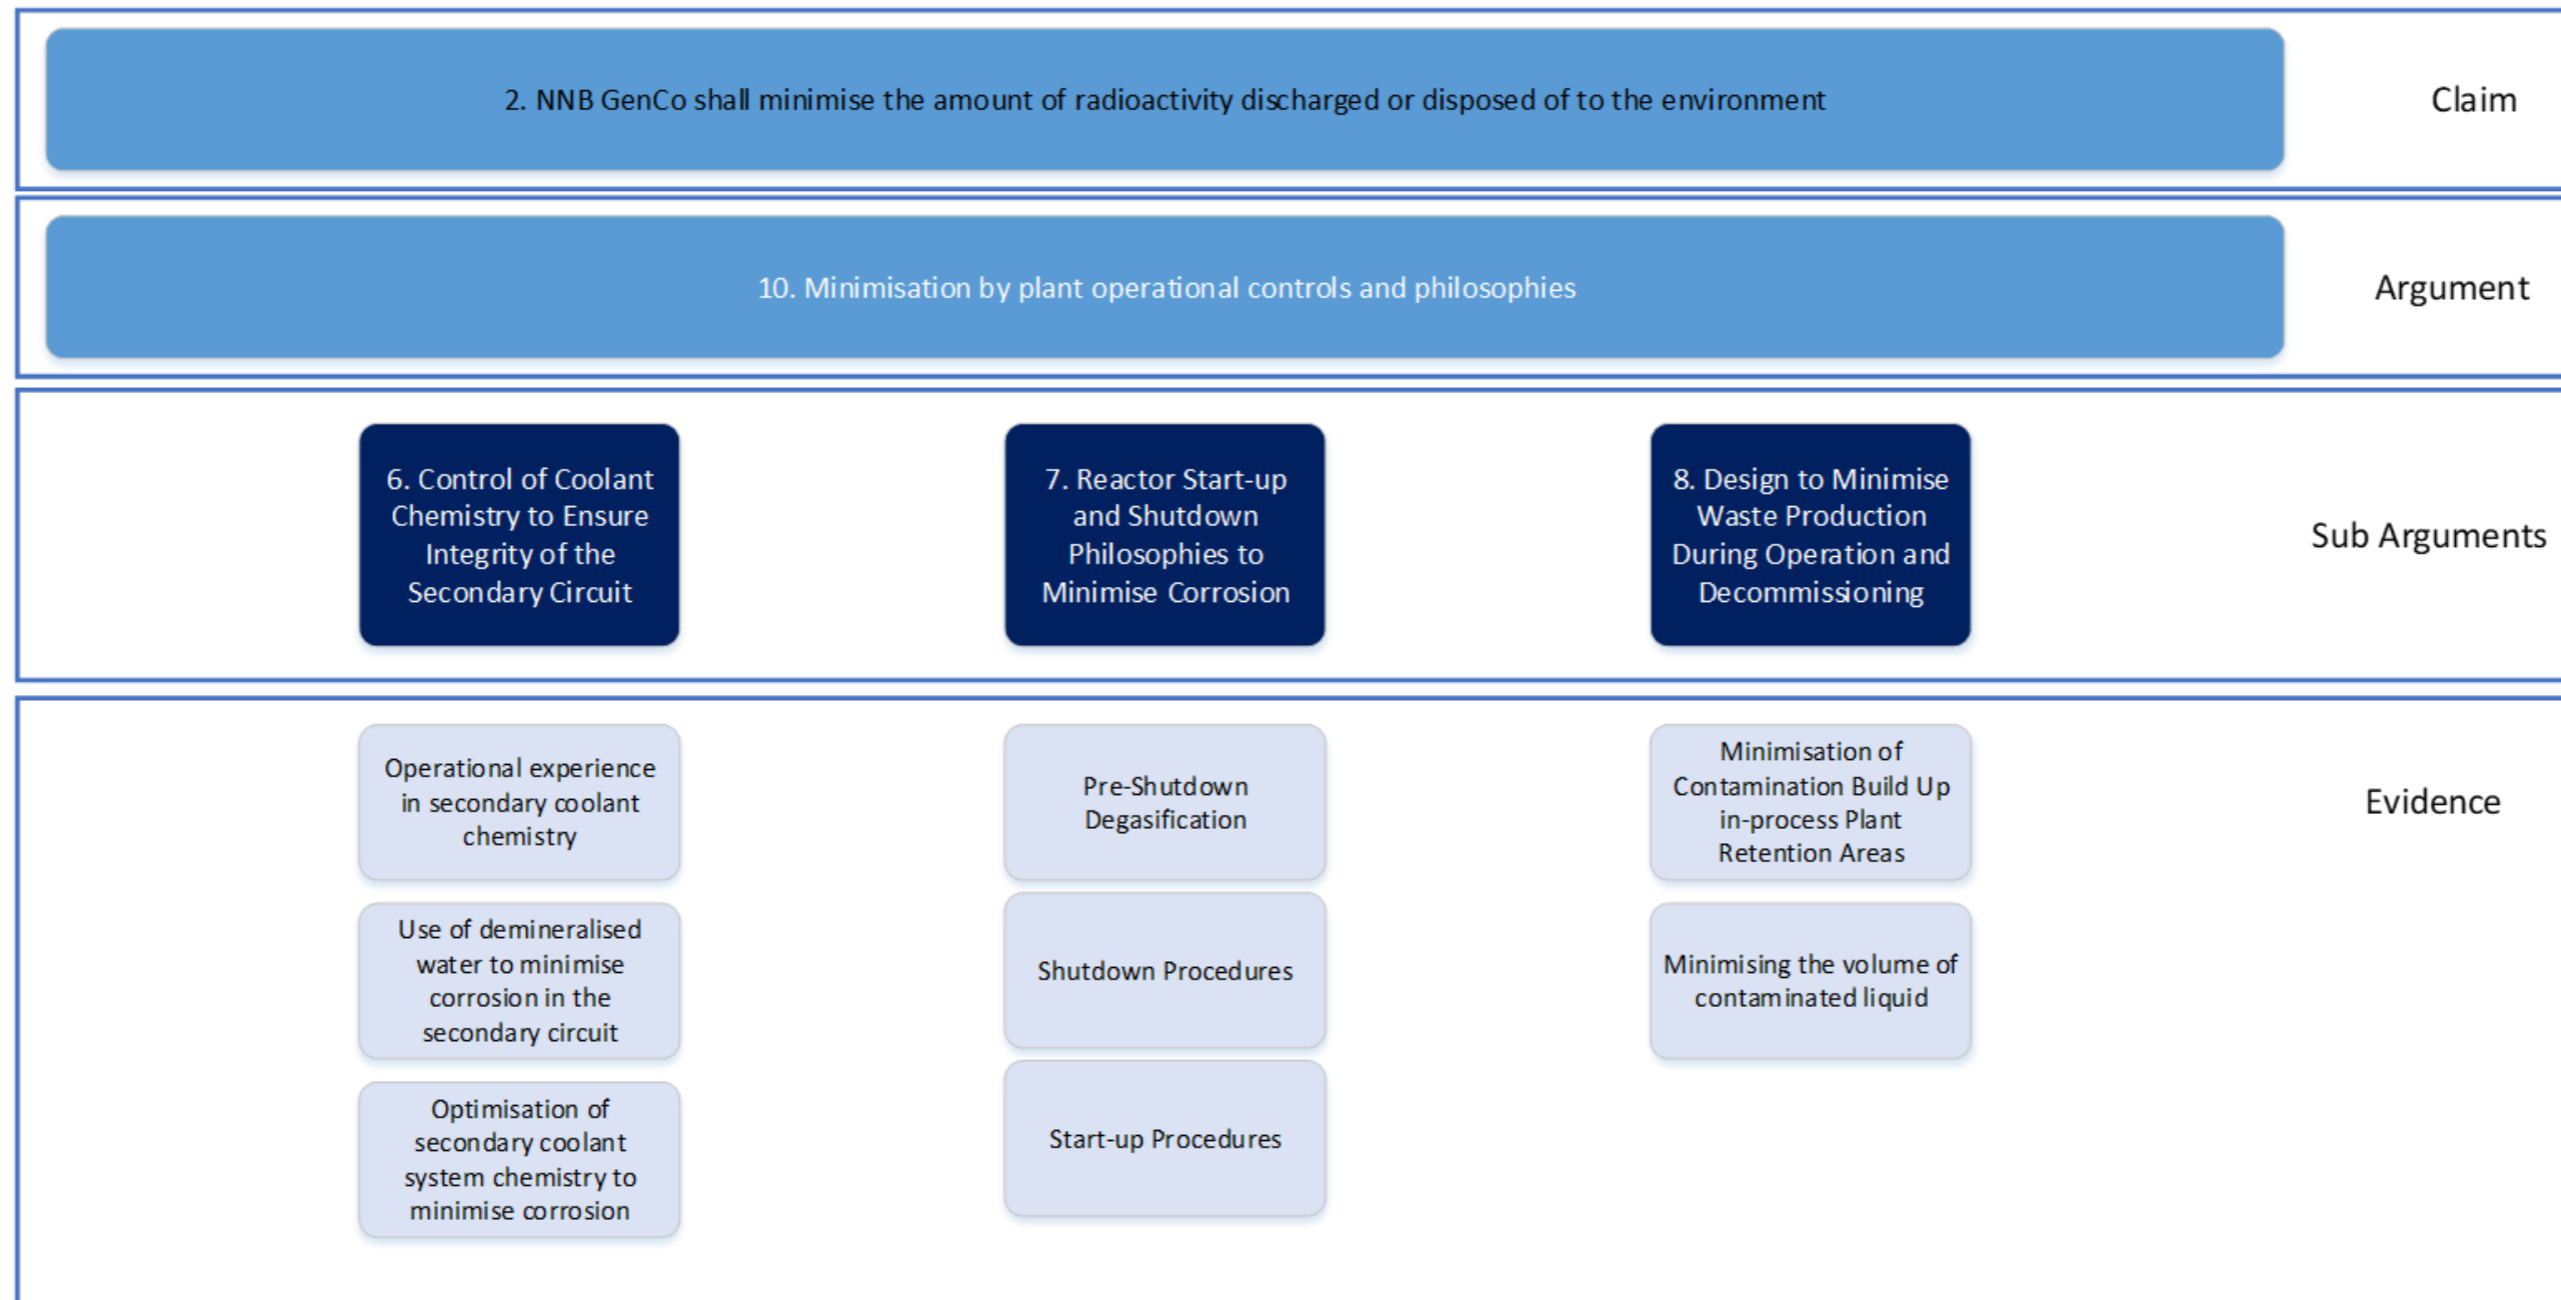 2. NNB GenCo shall minimise the amount of radioactivity discharged or disposed of to the environment
Claim
10. Minimisation by plant operational controls and philosophies
Argument
6. Control of Coolant
Chemistry to Ensure
Integrity of the
Secondary Circuit
7. Reactor Start-up
and Shutdown
Philosophies to
Minimise Corrosion
8. Design to Minimise
Waste Production
During Operation and
Decommissioning
Sub Arguments
Operational experience
in secondary coolant
chemistry
Use of demineralised
water to minimise
corrosion in the
secondary circuit
Optimisation of
secondary coolant
system chemistry to
minimise corrosion
Pre-Shutdown
Degasification
Shutdown Procedures
Start-up Procedures
Minimisation of
Contamination Build Up
in-process Plant
Retention Areas
Minimising the volume of
contaminated liquid
Evidence